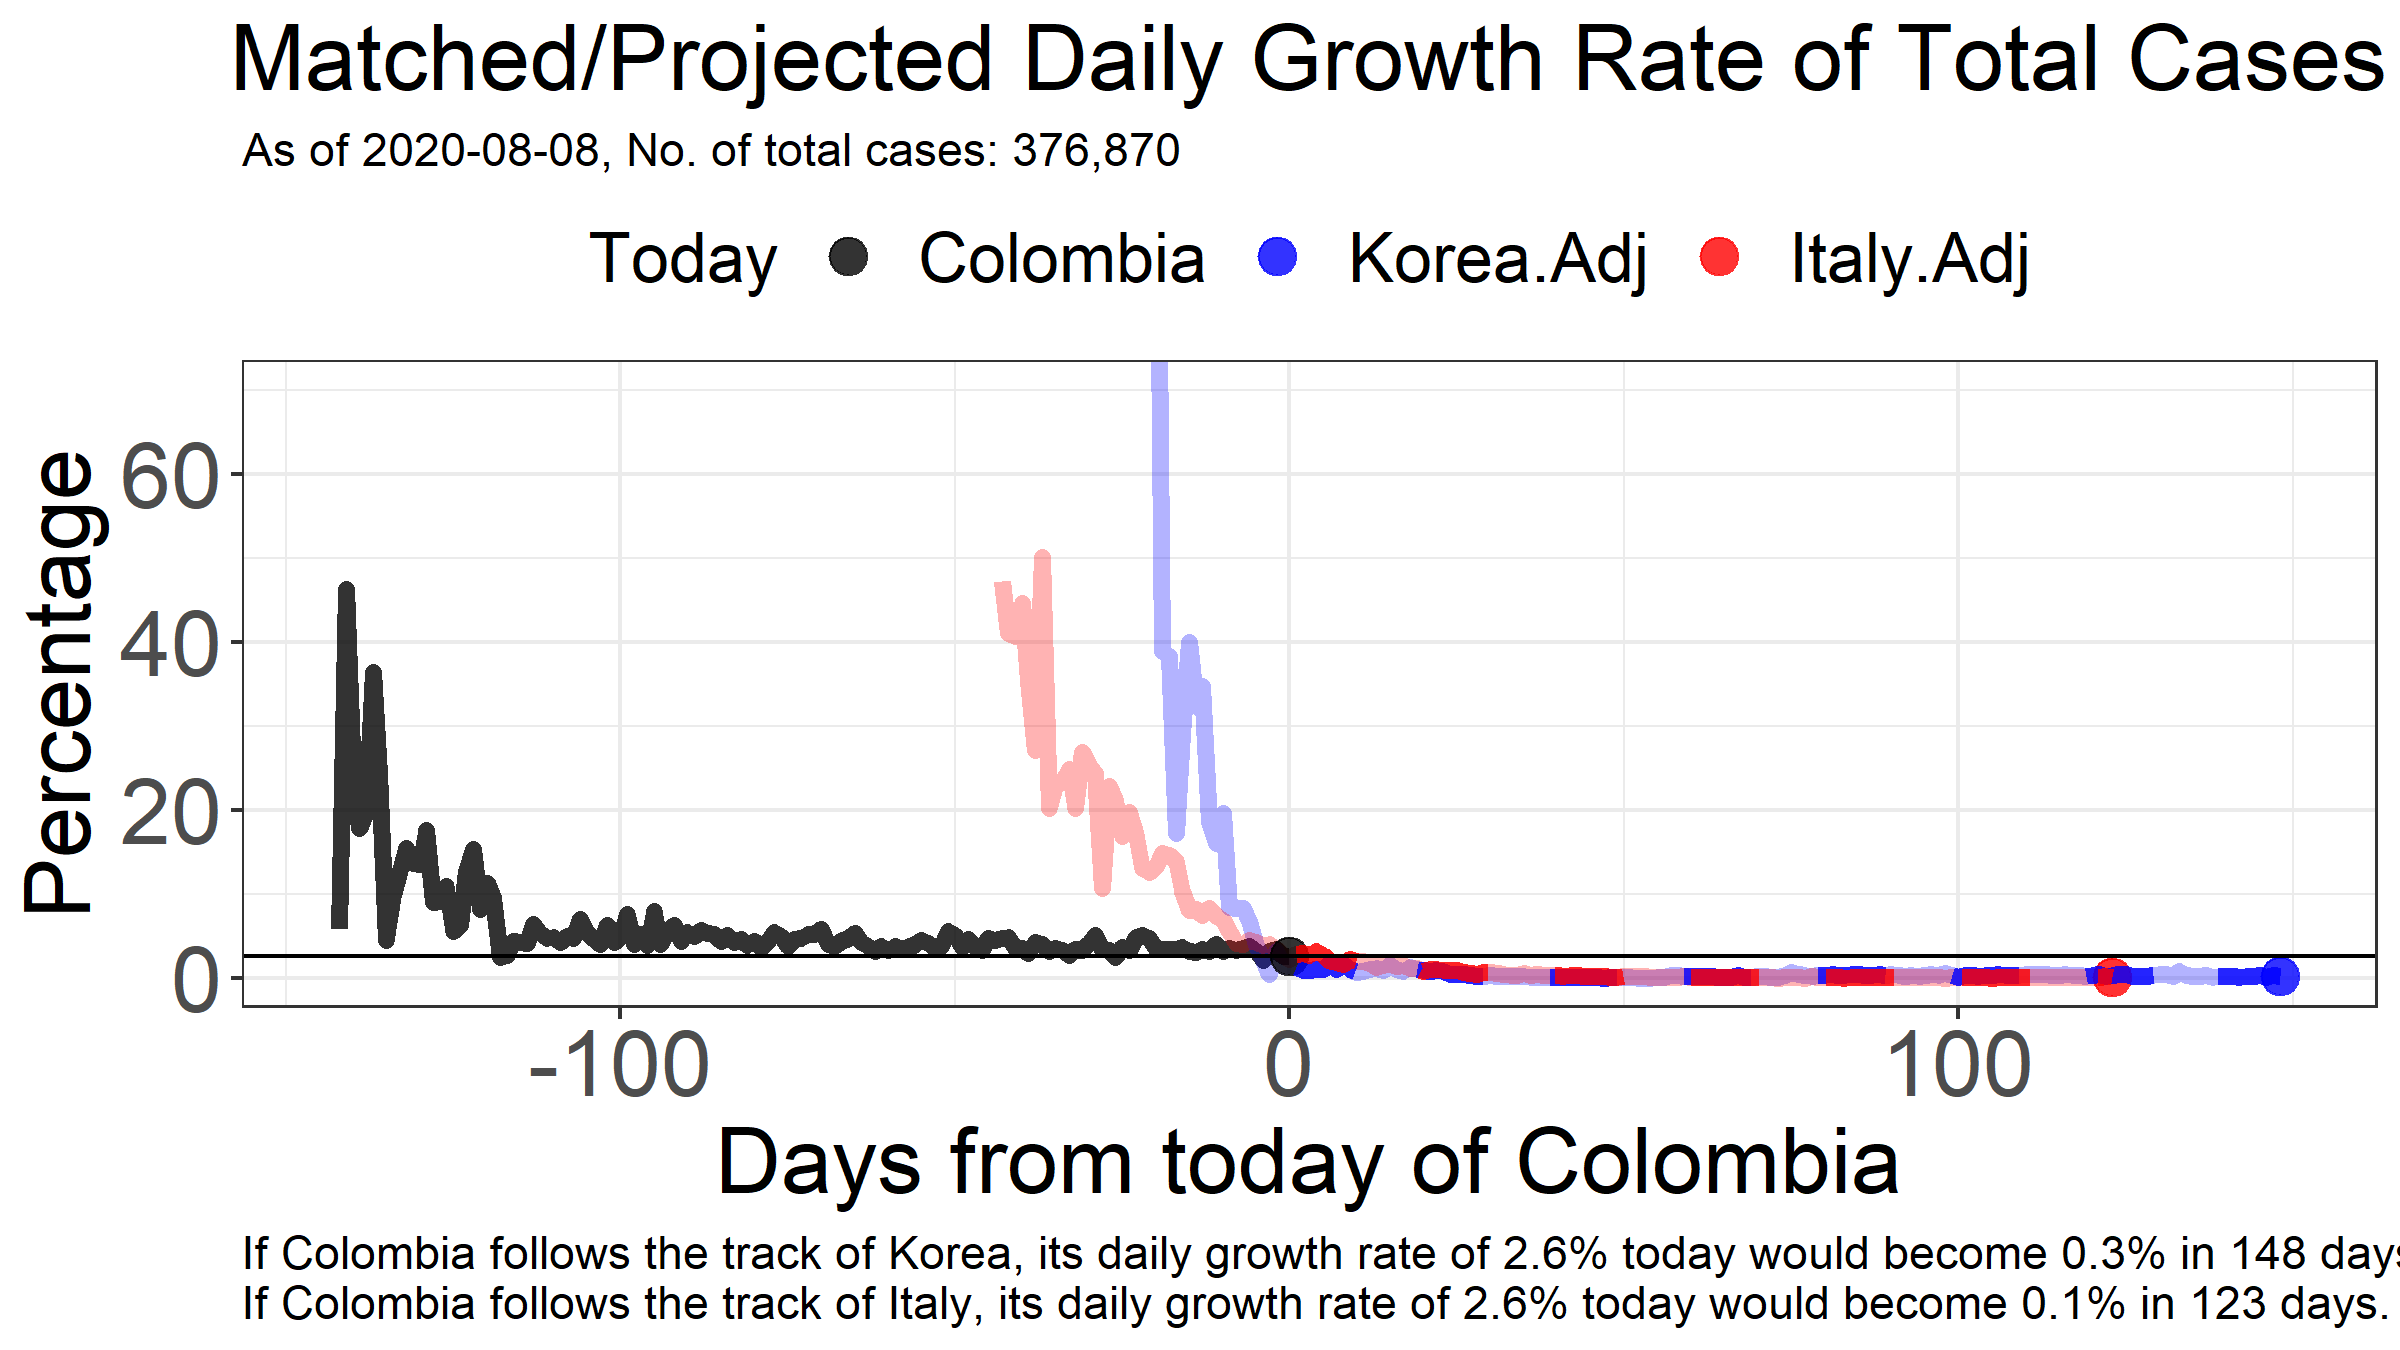 Matched/Projected Daily Growth Rate of Total Cases
As of 2020-08-08, No. of total cases: 376,870
Today Colombia Korea.Adj Italy.Adj
Percentage
60
40
20
0
-100 0 100
Days from today of Colombia
If Colombia follows the track of Korea, its daily growth rate of 2.6% today would become 0.3% in 148 days
If Colombia follows the track of Italy, its daily growth rate of 2.6% today would become 0.1% in 123 days.